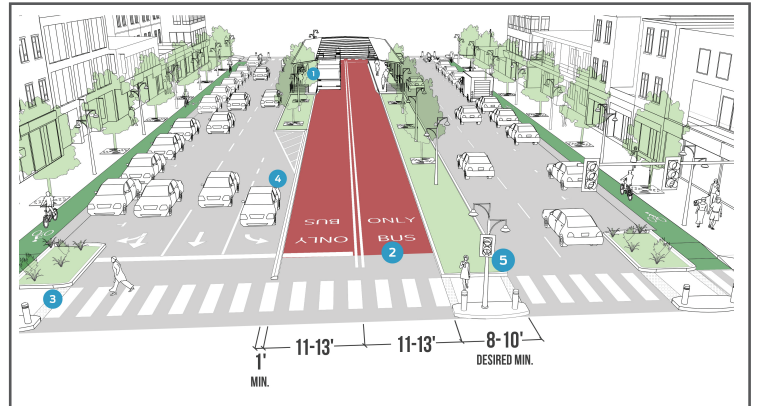 1
4
BUS
ONLY
ONLY
BUS
2
5
3
1'
MIN.
11-13'
11-13'
8-10'
DESIRED MIN.